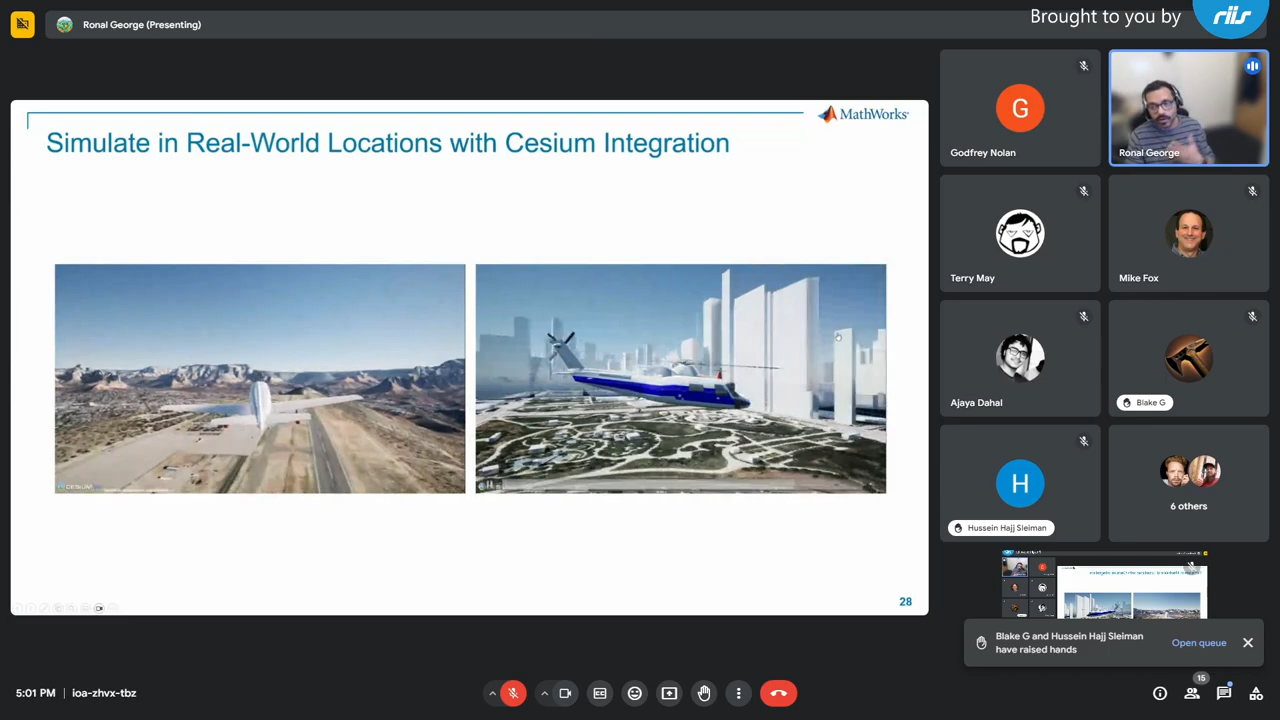 Ronal George (Presenting)
Brought to you by
riis
MathWorks
Simulate in Real-World Locations with Cesium Integration
CESIUM
28
G
Godfrey Nolan
Ronal George
Terry May
Mike Fox
Ajaya Dahal
Blake G
H
Hussein Hajj Sleiman
6 others
Blake G and Hussein Hajj Sleiman
have raised hands
Open queue
5:01 PM
ioa-zhvx-tbz
15